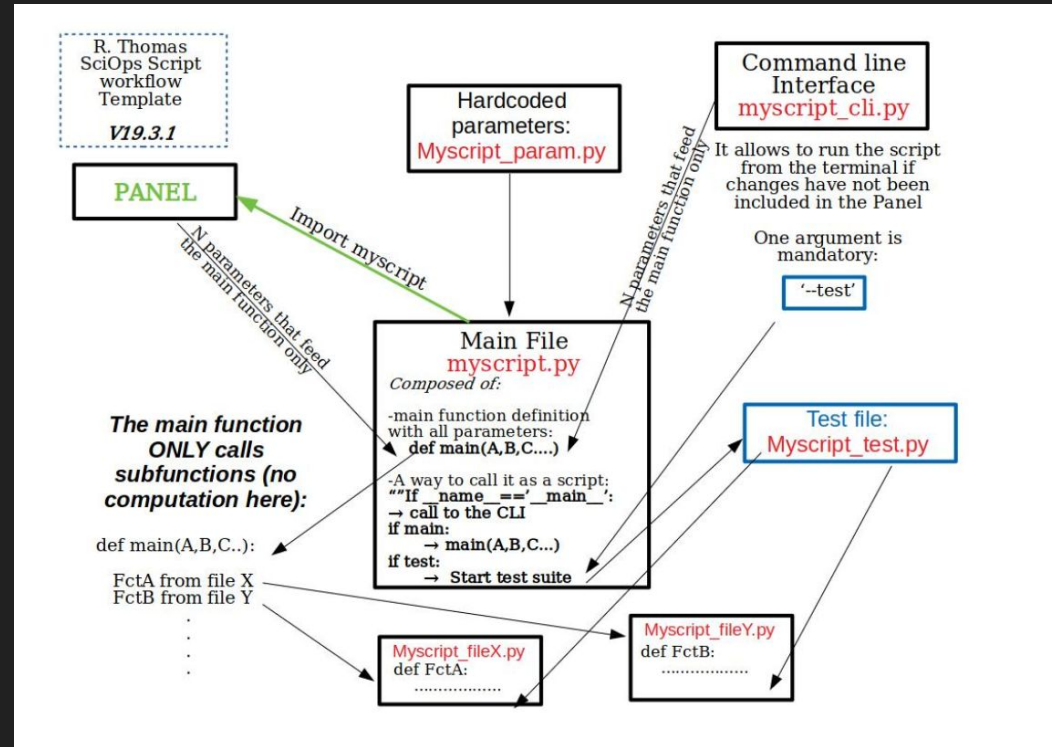 R. Thomas
SciOps Script
workflow
Template
V19.3.1
PANEL
Import myscript
N parameters that feed
the main function only
Hardcoded
parameters:
Myscript_param.py
Command line
Interface
myscript_cli.py
N parameters that feed
the main function only
It allows to run the script
from the terminal if
changes have not been
included in the Panel
One argument is
mandatory:
‘--test’
Main File
myscript.py
Composed of:
-main function definition
with all parameters:
def main(A,B,C....)
-A way to call it as a script:
““If __name__==’__main__’:
→ call to the CLI
if main:
→ main(A,B,C...)
if test:
→ Start test suite
Test file:
Myscript_test.py
The main function
ONLY calls
subfunctions (no
computation here):
def main(A,B,C..):
FctA from file X
FctB from file Y
.
.
.
.
Myscript_fileX.py
def FctA:
...................
Myscript_fileY.py
def FctB:
...................